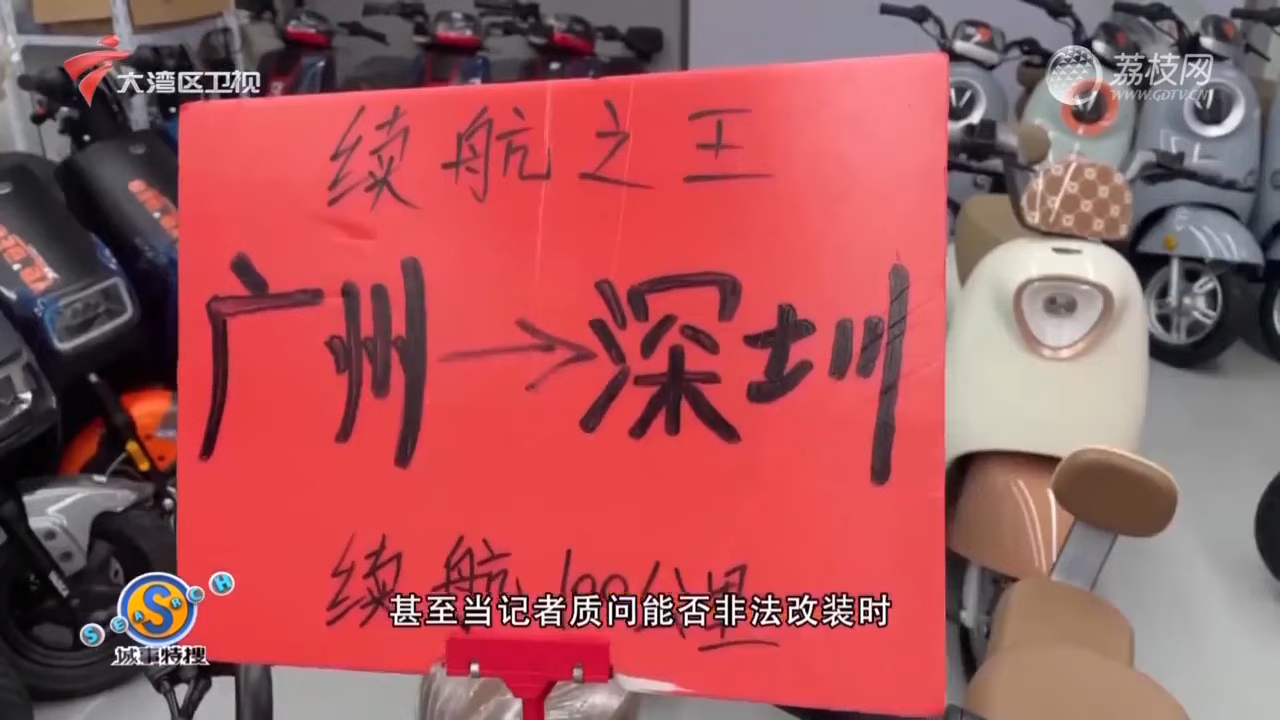 大湾区卫视
荔枝网
WWW.GDTV.CN
续航之王
广州→深圳
续航100公里
甚至当记者质问能否非法改装时
SEARCH
S
城事特搜